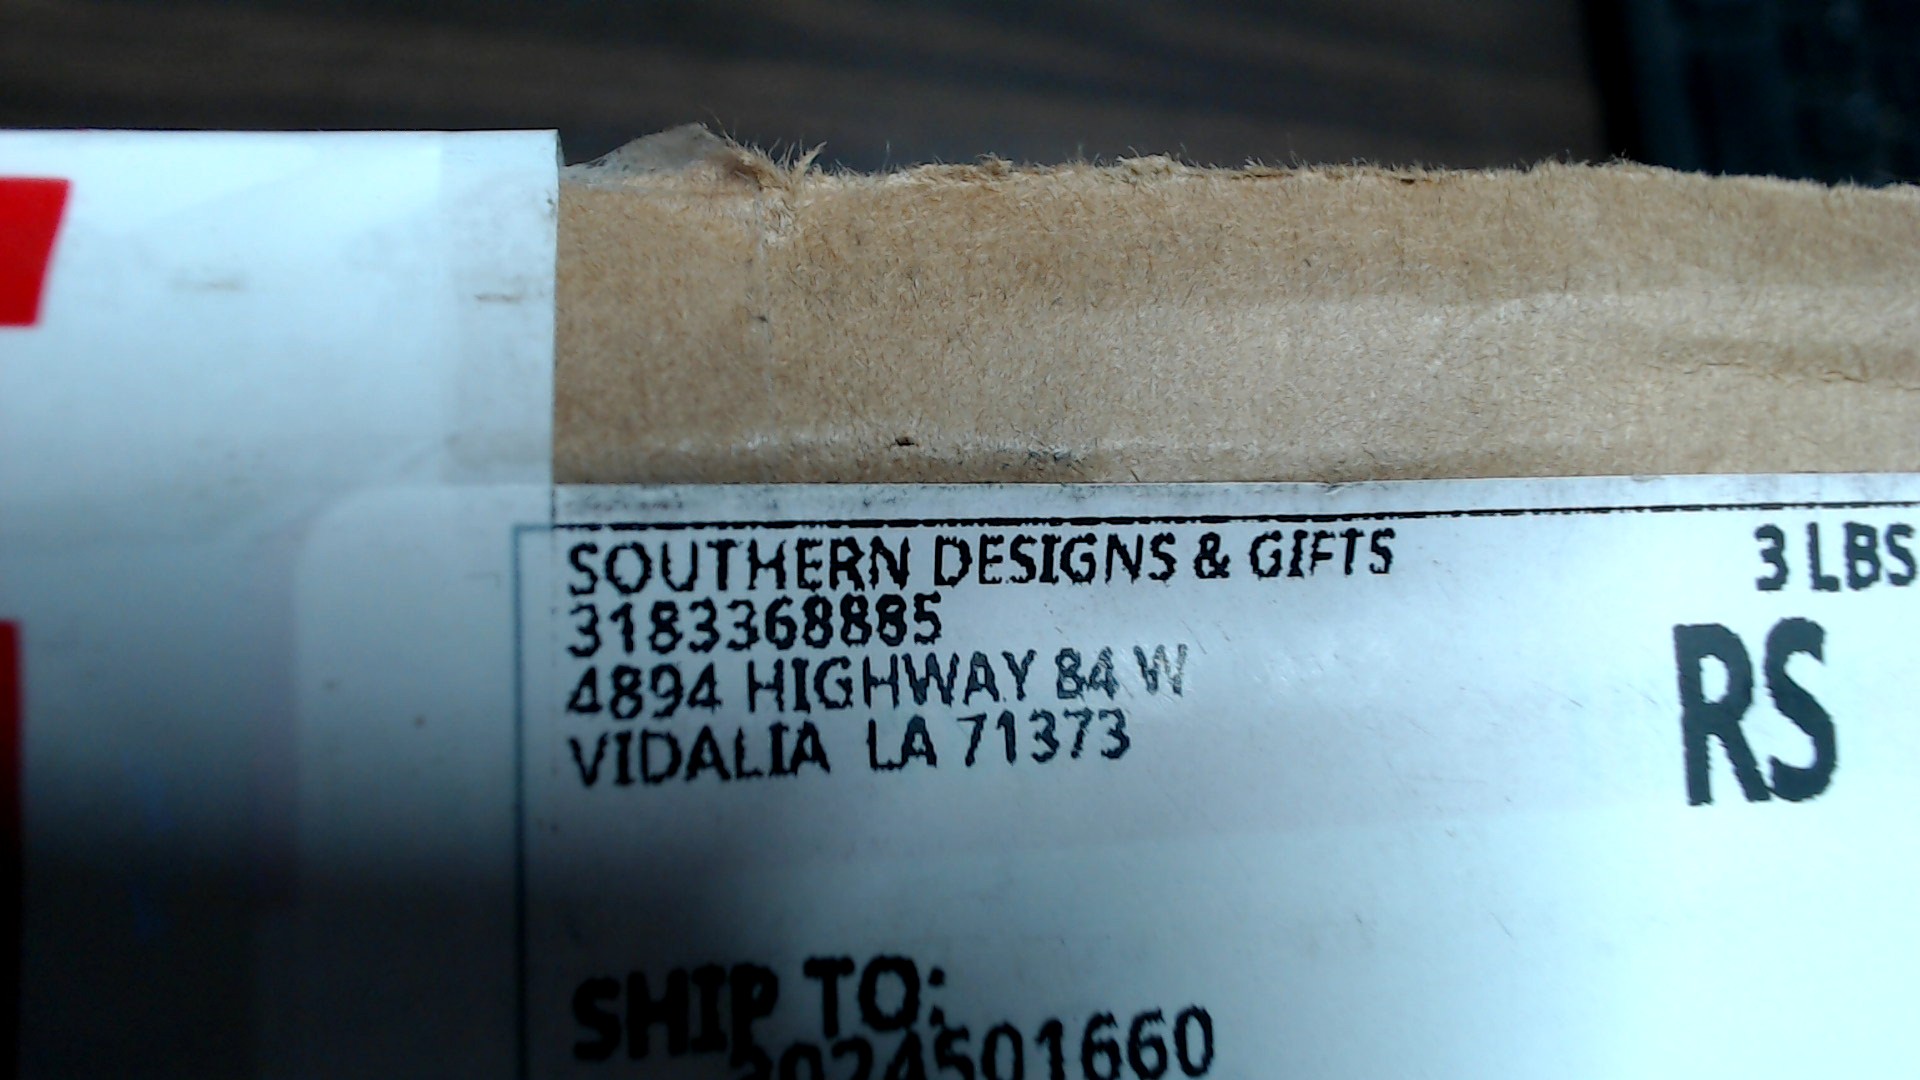 SOUTHERN DESIGNS & GIFTS
3 LBS
3183368885
RS
4894 HIGHWAY 84 W
VIDALIA LA 71373
SHIP TO: